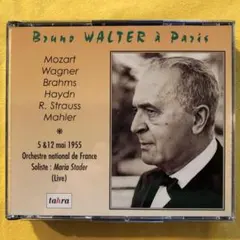 Bruno WALTER à Paris
Mozart
Wagner
Brahms
Haydn
R. Strauss
Mahler
*
5 & 12 mai 1955
Orchestre national de France
Soliste : Maria Stader
(Live)
tahra